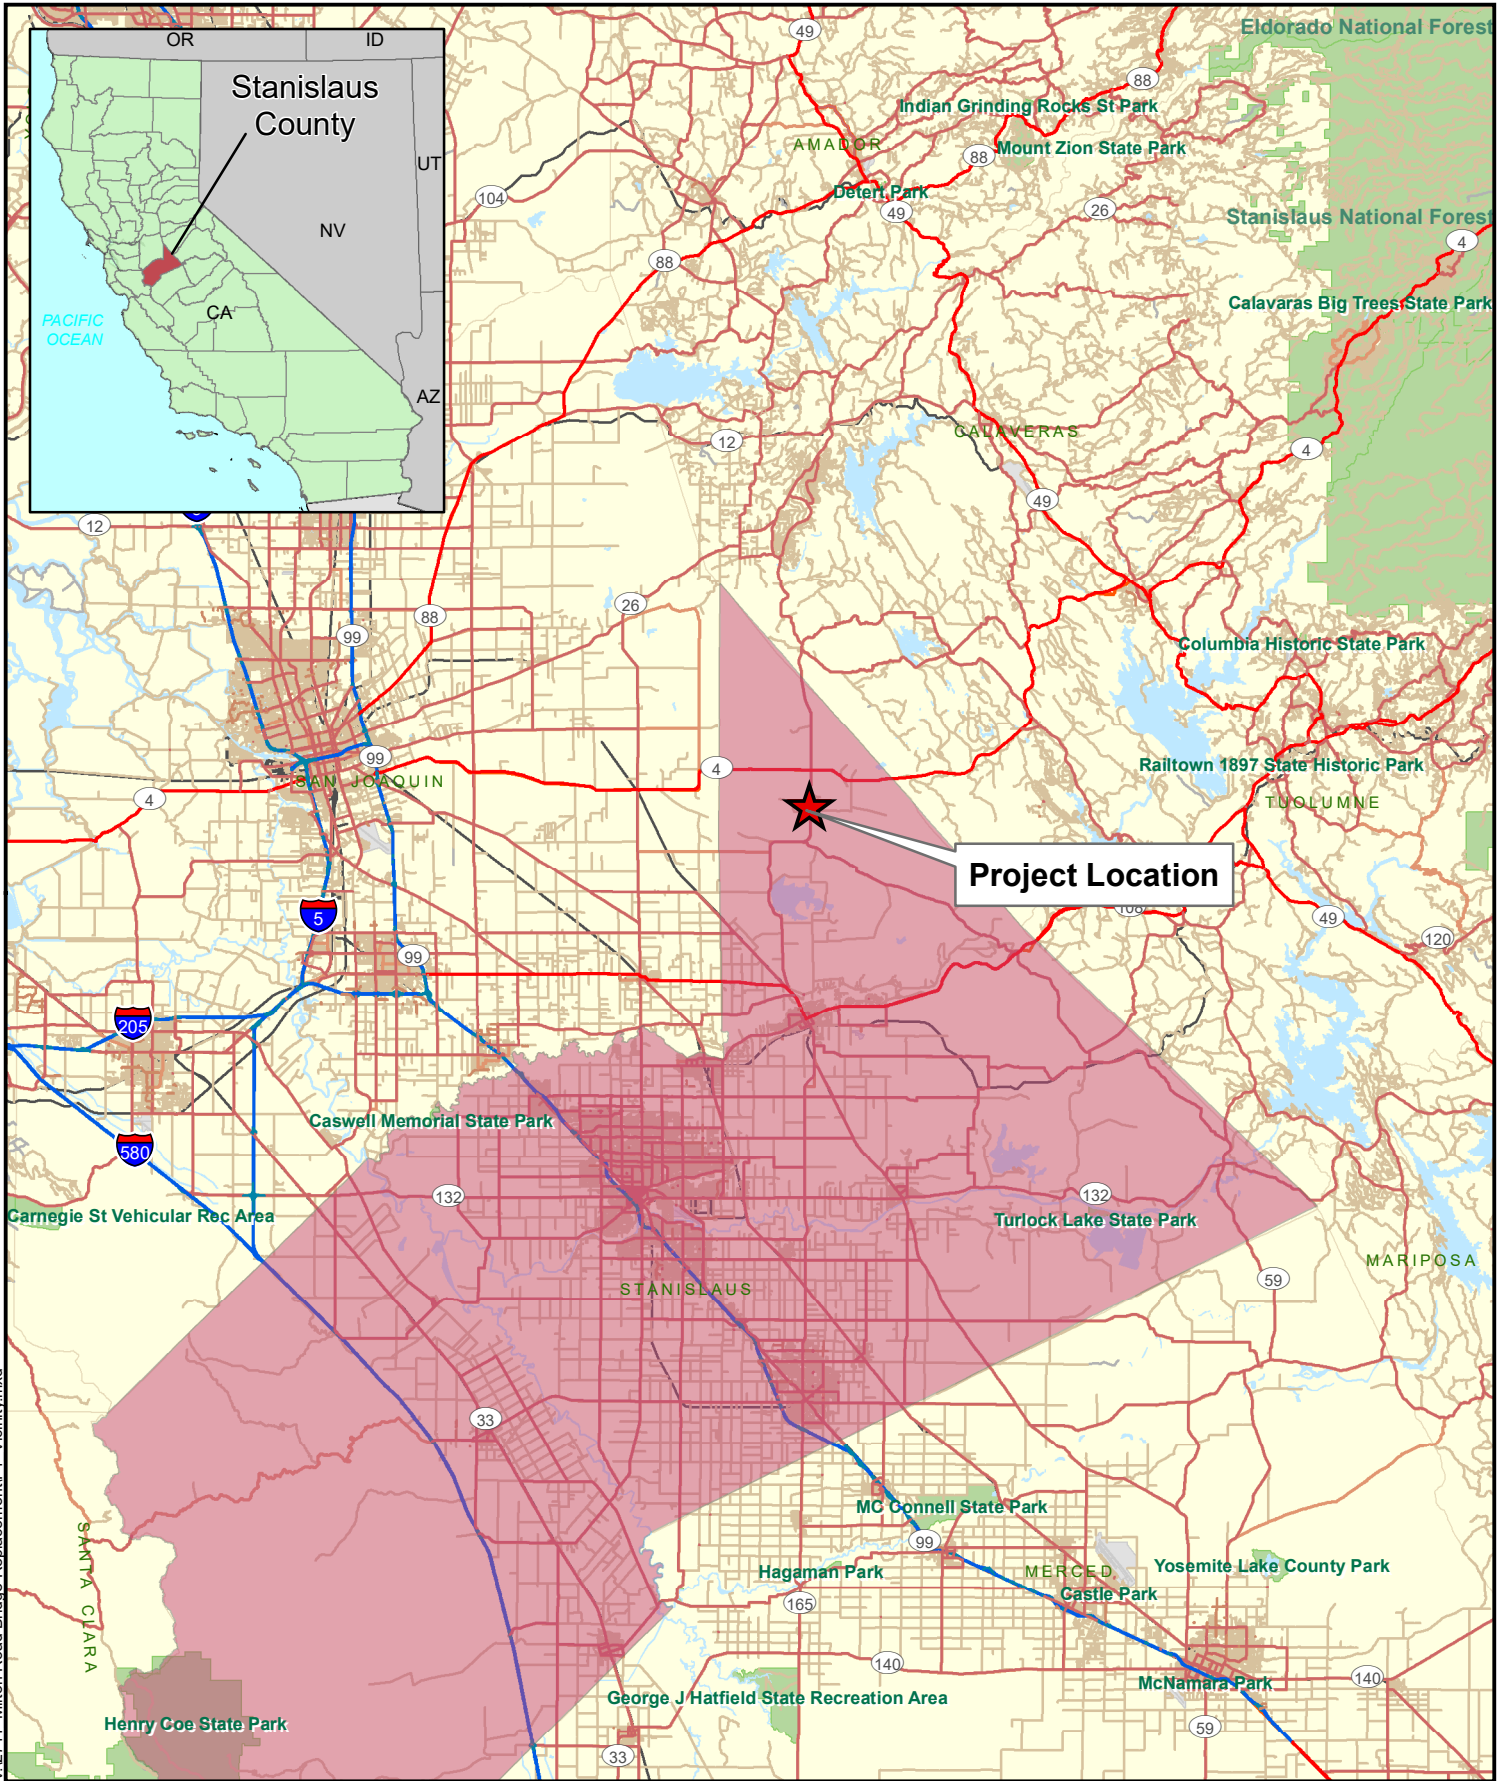 OR
ID
Stanislaus
County
UT
NV
CA
PACIFIC
OCEAN
AZ
49
Eldorado National Forest
88
Indian Grinding Rocks St Park
AMADOR
88
Mount Zion State Park
104
Detert Park
49
26
Stanislaus National Forest
4
88
Calavaras Big Trees State Park
12
CALAVERAS
4
49
12
26
88
99
Columbia Historic State Park
99
4
SAN JOAQUIN
Railtown 1897 State Historic Park
4
TUOLUMNE
Project Location
108
5
49
120
99
205
Caswell Memorial State Park
580
132
132
Carnegie St Vehicular Rec Area
Turlock Lake State Park
MARIPOSA
59
STANISLAUS
33
MC Connell State Park
99
SANTA CLARA
Hagaman Park
MERCED
Yosemite Lake County Park
Castle Park
165
140
McNamara Park
140
George J Hatfield State Recreation Area
Henry Coe State Park
59
33